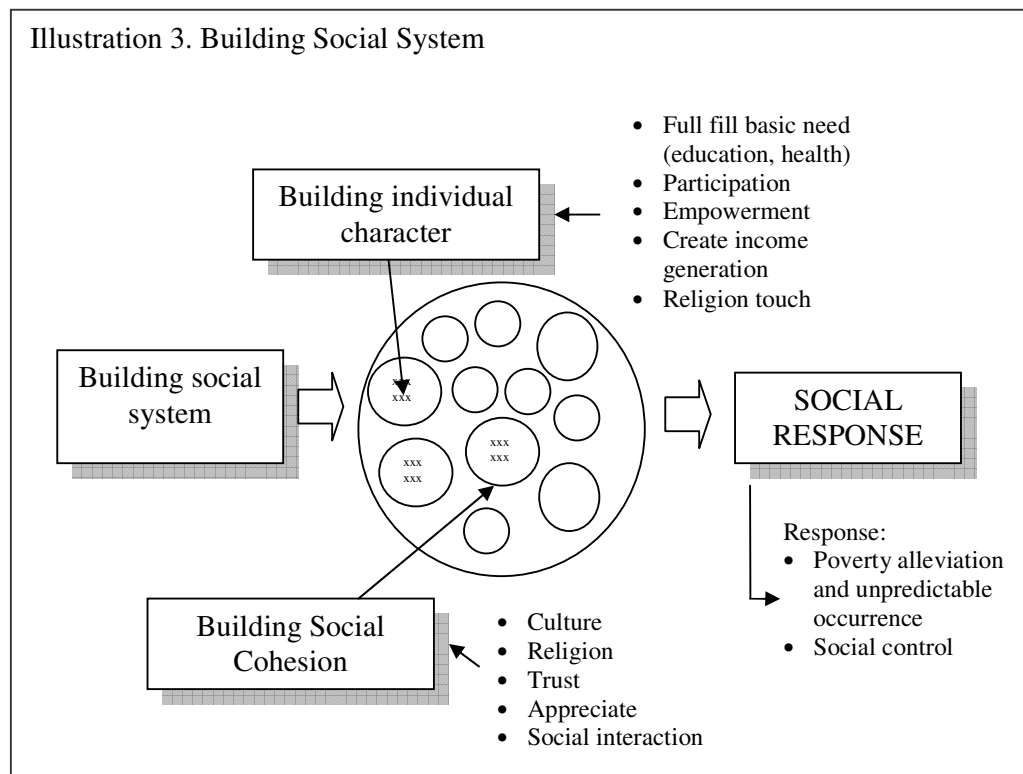 Illustration 3. Building Social System
• Full fill basic need
(education, health)
• Participation
• Empowerment
• Create income
generation
• Religion touch
Building individual
character
Building social
system
xxx
xxx
xxx
xxx
xxx
xxx
SOCIAL
RESPONSE
Response:
• Poverty alleviation
and unpredictable
occurrence
• Social control
Building Social
Cohesion
• Culture
• Religion
• Trust
• Appreciate
• Social interaction